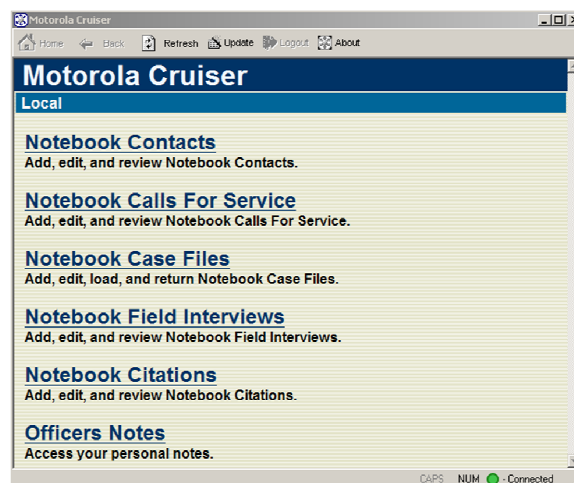 Motorola Cruiser
Home Back Refresh Update Logout About
Motorola Cruiser
Local
Notebook Contacts
Add, edit, and review Notebook Contacts.
Notebook Calls For Service
Add, edit, and review Notebook Calls For Service.
Notebook Case Files
Add, edit, load, and return Notebook Case Files.
Notebook Field Interviews
Add, edit, and review Notebook Field Interviews.
Notebook Citations
Add, edit, and review Notebook Citations.
Officers Notes
Access your personal notes.
CAPS NUM - Connected